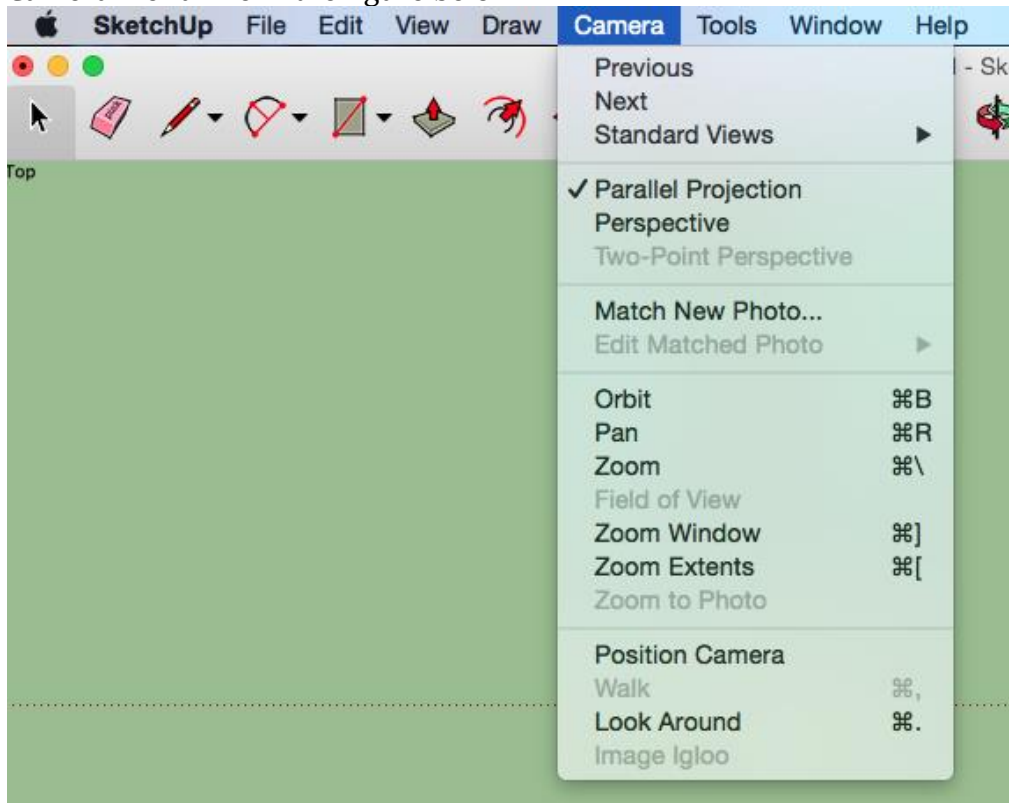 SketchUp File Edit View Draw Camera Tools Window Help
Previous
Next
Standard Views
- Sk
Top
✓ Parallel Projection
Perspective
Two-Point Perspective
Match New Photo...
Edit Matched Photo
Orbit ⌘B
Pan ⌘R
Zoom ⌘\
Field of View
Zoom Window ⌘]
Zoom Extents ⌘[
Zoom to Photo
Position Camera
Walk ⌘,
Look Around ⌘.
Image Igloo